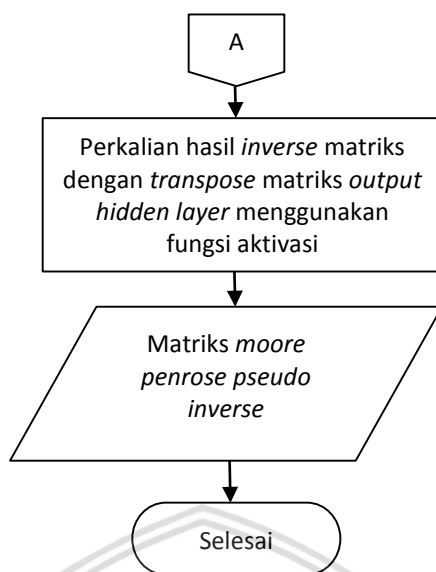 A
Perkalian hasil inverse matriks
dengan transpose matriks output
hidden layer menggunakan
fungsi aktivasi
Matriks moore
penrose pseudo
inverse
Selesai